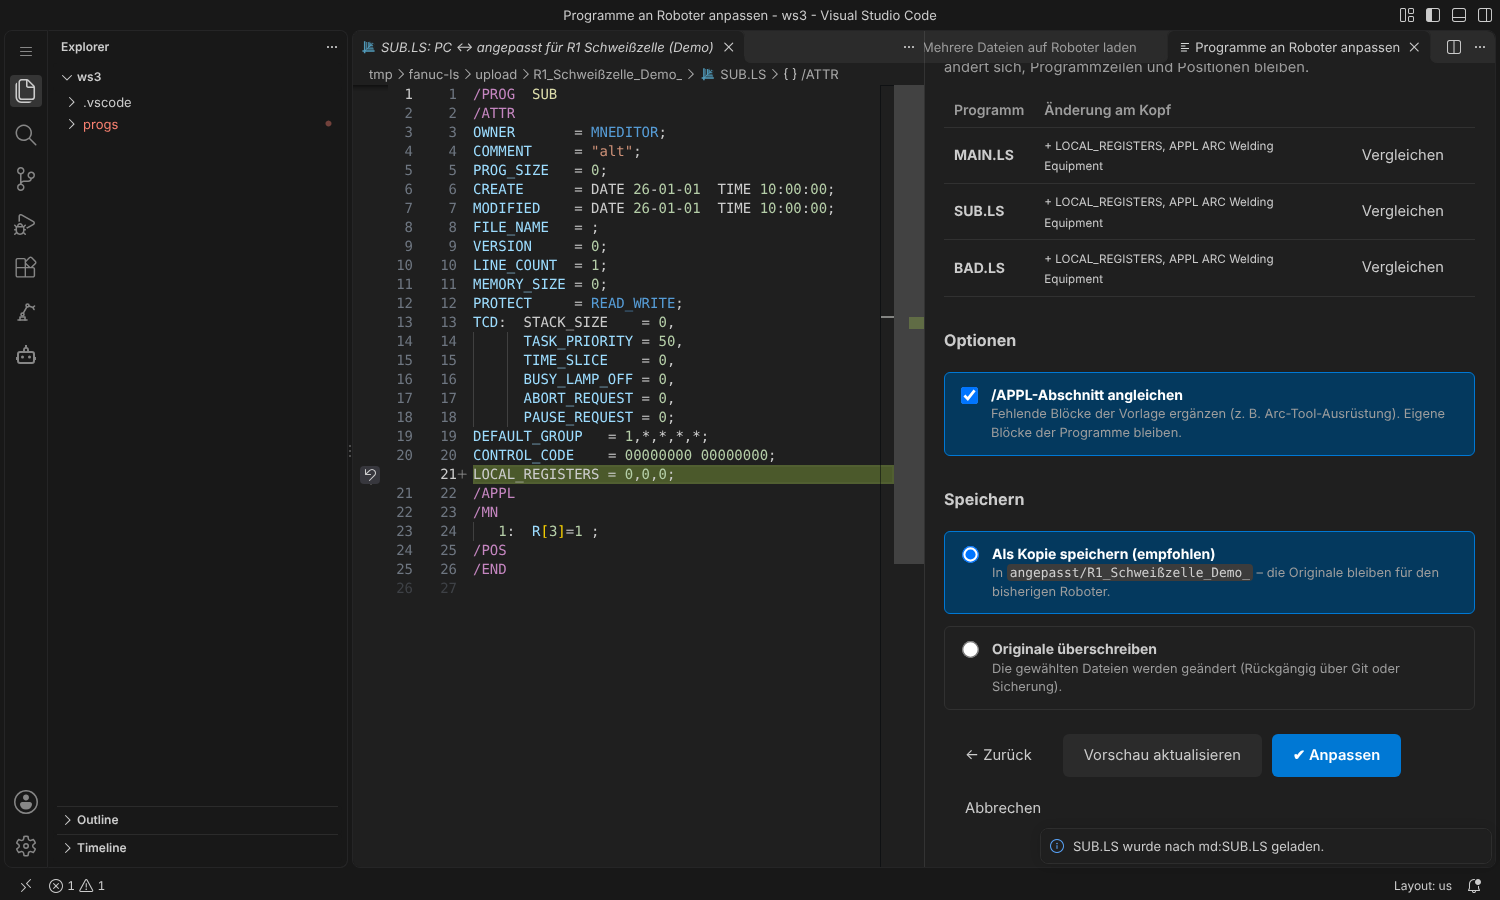 Programme an Roboter anpassen - ws3 - Visual Studio Code
Explorer
ws3
.vscode
progs
Outline
Timeline
SUB.LS: PC ↔ angepasst für R1 Schweißzelle (Demo)
tmp > fanuc-ls > upload > R1_Schweißzelle_Demo_ > SUB.LS > { } /ATTR
1 1 /PROG  SUB
2 2 /ATTR
3 3 OWNER       = MNEDITOR;
4 4 COMMENT     = "alt";
5 5 PROG_SIZE   = 0;
6 6 CREATE      = DATE 26-01-01  TIME 10:00:00;
7 7 MODIFIED    = DATE 26-01-01  TIME 10:00:00;
8 8 FILE_NAME   = ;
9 9 VERSION     = 0;
10 10 LINE_COUNT  = 1;
11 11 MEMORY_SIZE = 0;
12 12 PROTECT     = READ_WRITE;
13 13 TCD:  STACK_SIZE    = 0,
14 14       TASK_PRIORITY = 50,
15 15       TIME_SLICE    = 0,
16 16       BUSY_LAMP_OFF = 0,
17 17       ABORT_REQUEST = 0,
18 18       PAUSE_REQUEST = 0;
19 19 DEFAULT_GROUP   = 1,*,*,*,*;
20 20 CONTROL_CODE    = 00000000 00000000;
21+ LOCAL_REGISTERS = 0,0,0;
21 22 /APPL
22 23 /MN
23 24    1:  R[3]=1 ;
24 25 /POS
25 26 /END
26 27
Mehrere Dateien auf Roboter laden
Programme an Roboter anpassen
ändert sich, Programmzeilen und Positionen bleiben.
Programm Änderung am Kopf
MAIN.LS + LOCAL_REGISTERS, APPL ARC Welding Vergleichen
Equipment
SUB.LS + LOCAL_REGISTERS, APPL ARC Welding Vergleichen
Equipment
BAD.LS + LOCAL_REGISTERS, APPL ARC Welding Vergleichen
Equipment
Optionen
/APPL-Abschnitt angleichen
Fehlende Blöcke der Vorlage ergänzen (z. B. Arc-Tool-Ausrüstung). Eigene
Blöcke der Programme bleiben.
Speichern
Als Kopie speichern (empfohlen)
In angepasst/R1_Schweißzelle_Demo_ – die Originale bleiben für den
bisherigen Roboter.
Originale überschreiben
Die gewählten Dateien werden geändert (Rückgängig über Git oder
Sicherung).
← Zurück Vorschau aktualisieren ✔ Anpassen
Abbrechen
SUB.LS wurde nach md:SUB.LS geladen.
1 1
Layout: us